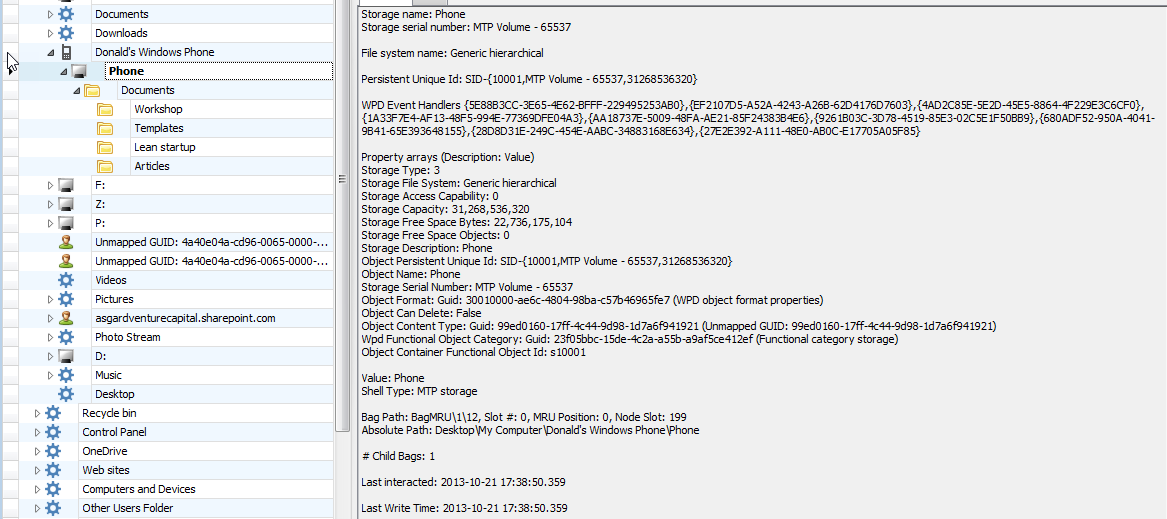 Documents
Downloads
Donald's Windows Phone
Phone
Documents
Workshop
Templates
Lean startup
Articles
F:
Z:
P:
Unmapped GUID: 4a40e04a-cd96-0065-0000-...
Unmapped GUID: 4a40e04a-cd96-0065-0000-...
Videos
Pictures
asgardventurecapital.sharepoint.com
Photo Stream
D:
Music
Desktop
Recycle bin
Control Panel
OneDrive
Web sites
Computers and Devices
Other Users Folder
Storage name: Phone
Storage serial number: MTP Volume - 65537
File system name: Generic hierarchical
Persistent Unique Id: SID-{10001,MTP Volume - 65537,31268536320}
WPD Event Handlers {5E88B3CC-3E65-4E62-BFFF-229495253AB0},{EF2107D5-A52A-4243-A26B-62D4176D7603},{4AD2C85E-5E2D-45E5-8864-4F229E3C6CF0},
{1A33F7E4-AF13-48F5-994E-77369DFE04A3},{AA18737E-5009-48FA-AE21-85F24383B4E6},{9261B03C-3D78-4519-85E3-02C5E1F50BB9},{680ADF52-950A-4041-
9B41-65E393648155},{28D8D31E-249C-454E-AABC-34883168E634},{27E2E392-A111-48E0-AB0C-E17705A05F85}
Property arrays (Description: Value)
Storage Type: 3
Storage File System: Generic hierarchical
Storage Access Capability: 0
Storage Capacity: 31,268,536,320
Storage Free Space Bytes: 22,736,175,104
Storage Free Space Objects: 0
Storage Description: Phone
Object Persistent Unique Id: SID-{10001,MTP Volume - 65537,31268536320}
Object Name: Phone
Storage Serial Number: MTP Volume - 65537
Object Format: Guid: 30010000-ae6c-4804-98ba-c57b46965fe7 (WPD object format properties)
Object Can Delete: False
Object Content Type: Guid: 99ed0160-17ff-4c44-9d98-1d7a6f941921 (Unmapped GUID: 99ed0160-17ff-4c44-9d98-1d7a6f941921)
Wpd Functional Object Category: Guid: 23f05bbc-15de-4c2a-a55b-a9af5ce412ef (Functional category storage)
Object Container Functional Object Id: s10001
Value: Phone
Shell Type: MTP storage
Bag Path: BagMRU\1\12, Slot #: 0, MRU Position: 0, Node Slot: 199
Absolute Path: Desktop\My Computer\Donald's Windows Phone\Phone
# Child Bags: 1
Last interacted: 2013-10-21 17:38:50.359
Last Write Time: 2013-10-21 17:38:50.359